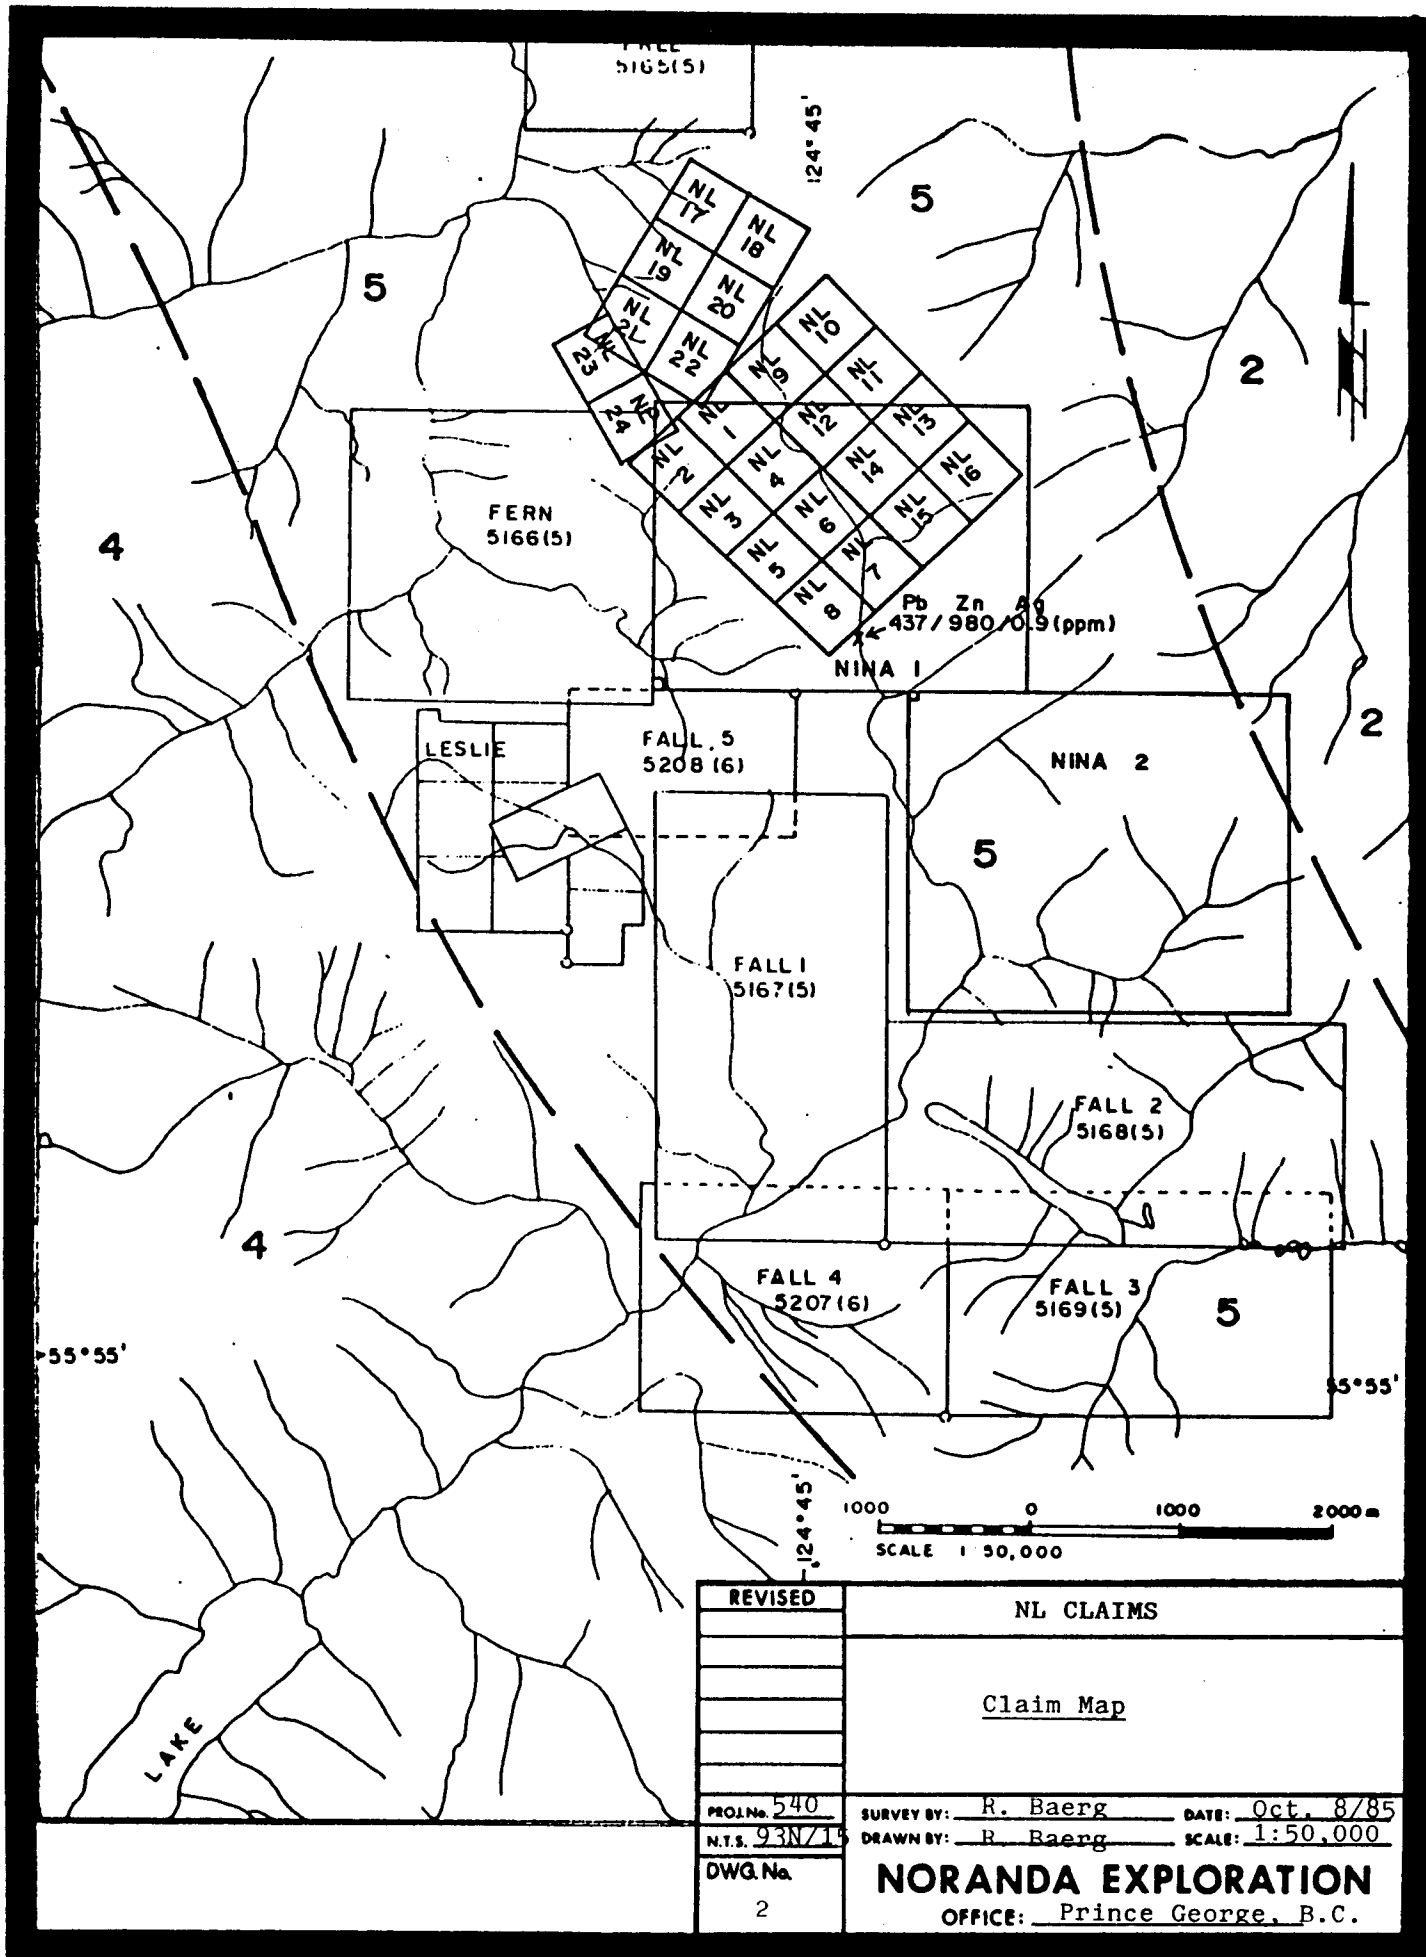 5165(5)
124°45'
5
5
2
4
NL
17
NL
18
NL
19
NL
20
NL
21
NL
22
23
NL
24
NL
10
NL
9
NL
11
NL
1
NL
12
NL
13
NL
2
NL
4
NL
14
NL
16
NL
3
NL
6
NL
15
NL
5
NL
7
NL
8
FERN
5166(5)
Pb Zn Ag
437/980/0.9(ppm)
NINA 1
LESLIE
FALL 5
5208(6)
NINA 2
2
5
FALL 1
5167(5)
FALL 2
5168(5)
4
FALL 4
5207(6)
FALL 3
5169(5)
5
55°55'
55°55'
124°45'
1000 0 1000 2000m
SCALE 1 50,000
LAKE
REVISED
NL CLAIMS
Claim Map
PROJ.No. 540
SURVEY BY: R. Baerg DATE: Oct. 8/85
N.T.S. 93N/15
DRAWN BY: R. Baerg SCALE: 1:50,000
DWG.No.
2
NORANDA EXPLORATION
OFFICE: Prince George, B.C.